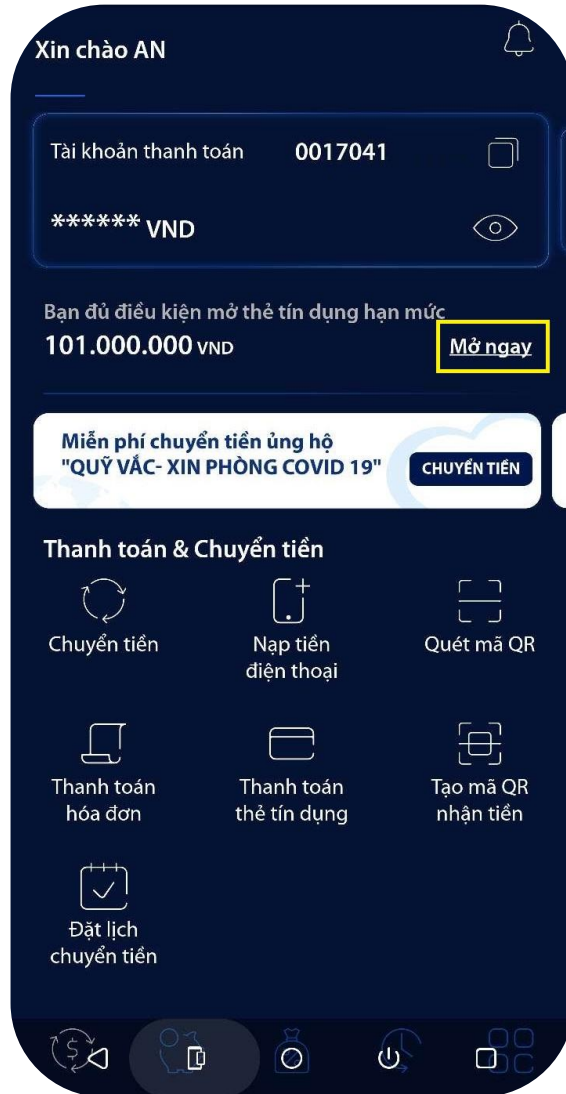 Xin chào AN
Tài khoản thanh toán 0017041
****** VND
Bạn đủ điều kiện mở thẻ tín dụng hạn mức
101.000.000 VND Mở ngay
Miễn phí chuyển tiền ủng hộ
"QUỸ VẮC- XIN PHÒNG COVID 19" CHUYỂN TIỀN
Thanh toán & Chuyển tiền
Chuyển tiền
Nạp tiền
điện thoại
Quét mã QR
Thanh toán
hóa đơn
Thanh toán
thẻ tín dụng
Tạo mã QR
nhận tiền
Đặt lịch
chuyển tiền